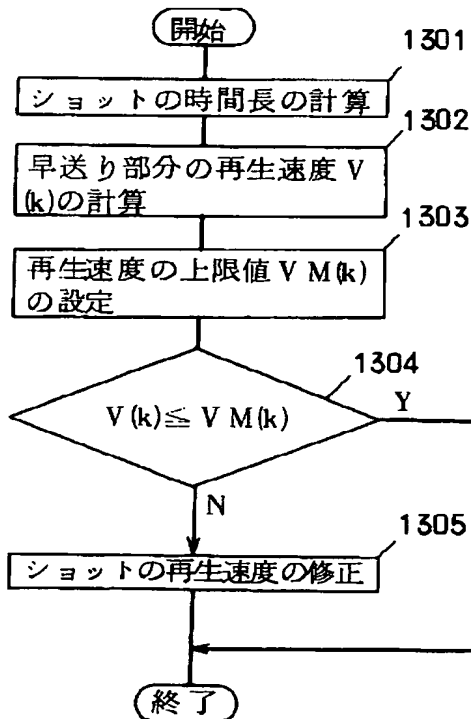 開始
1301
ショットの時間長の計算
1302
早送り部分の再生速度V
(k)の計算
1303
再生速度の上限値VM(k)
の設定
1304
V(k)≦VM(k)
Y
N
1305
ショットの再生速度の修正
終了